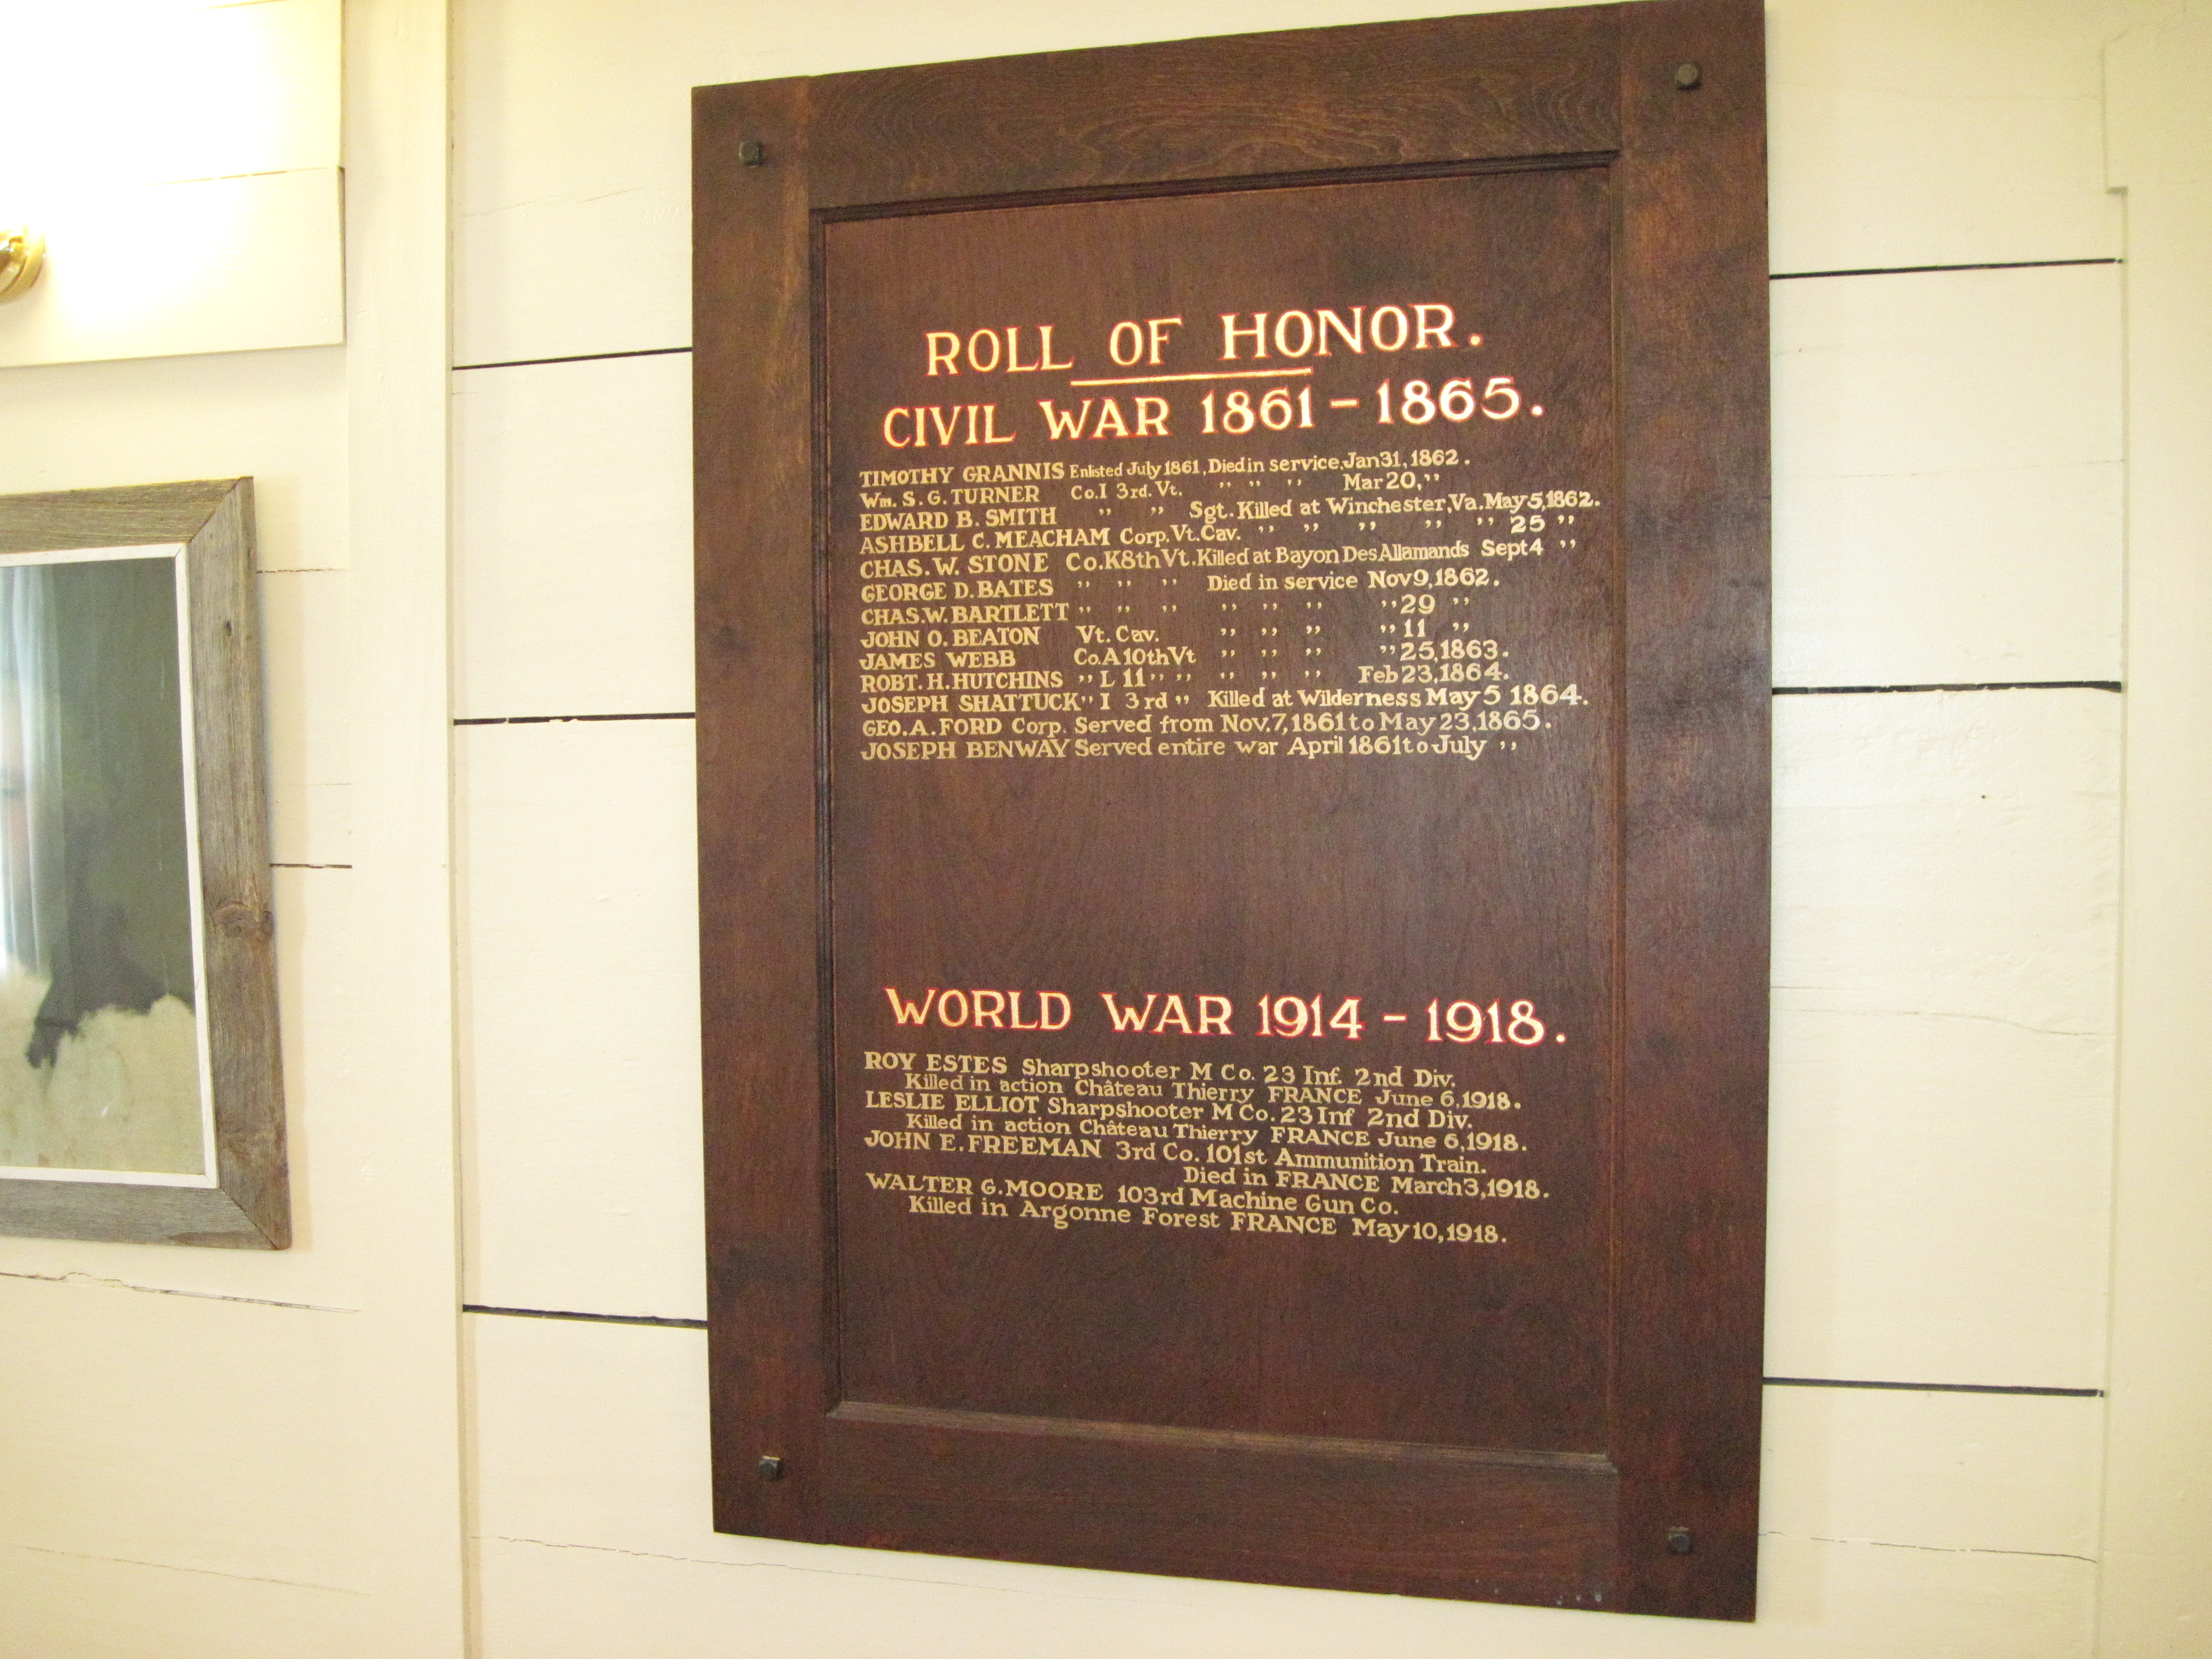 ROLL OF HONOR.
CIVIL WAR 1861-1865.
TIMOTHY GRANNIS Enlisted July 1861, Died in service, Jan 31, 1862.
Wm. S. G. TURNER Co. I 3rd. Vt. " " " Mar 20, "
EDWARD B. SMITH " " Sgt. Killed at Winchester, Va. May 5, 1862.
ASHBELL C. MEACHAM Corp. Vt. Cav. " " " " " 25 "
CHAS. W. STONE Co. K 8th Vt. Killed at Bayon Des Allamands Sept 4 "
GEORGE D. BATES " " " Died in service Nov 9, 1862.
CHAS. W. BARTLETT " " " " " " " 29 "
JOHN O. BEATON Vt. Cav. " " " " 11 "
JAMES WEBB Co. A 10th Vt " " " " 25, 1863.
ROBT. H. HUTCHINS " L 11 " " " " " Feb 23, 1864.
JOSEPH SHATTUCK " I 3rd " Killed at Wilderness May 5 1864.
GEO. A. FORD Corp. Served from Nov. 7, 1861 to May 23, 1865.
JOSEPH BENWAY Served entire war April 1861 to July "
WORLD WAR 1914-1918.
ROY ESTES Sharpshooter M Co. 23 Inf. 2nd Div.
Killed in action Château Thierry FRANCE June 6, 1918.
LESLIE ELLIOT Sharpshooter M Co. 23 Inf 2nd Div.
Killed in action Château Thierry FRANCE June 6, 1918.
JOHN E. FREEMAN 3rd Co. 101st Ammunition Train.
Died in FRANCE March 3, 1918.
WALTER G. MOORE 103rd Machine Gun Co.
Killed in Argonne Forest FRANCE May 10, 1918.